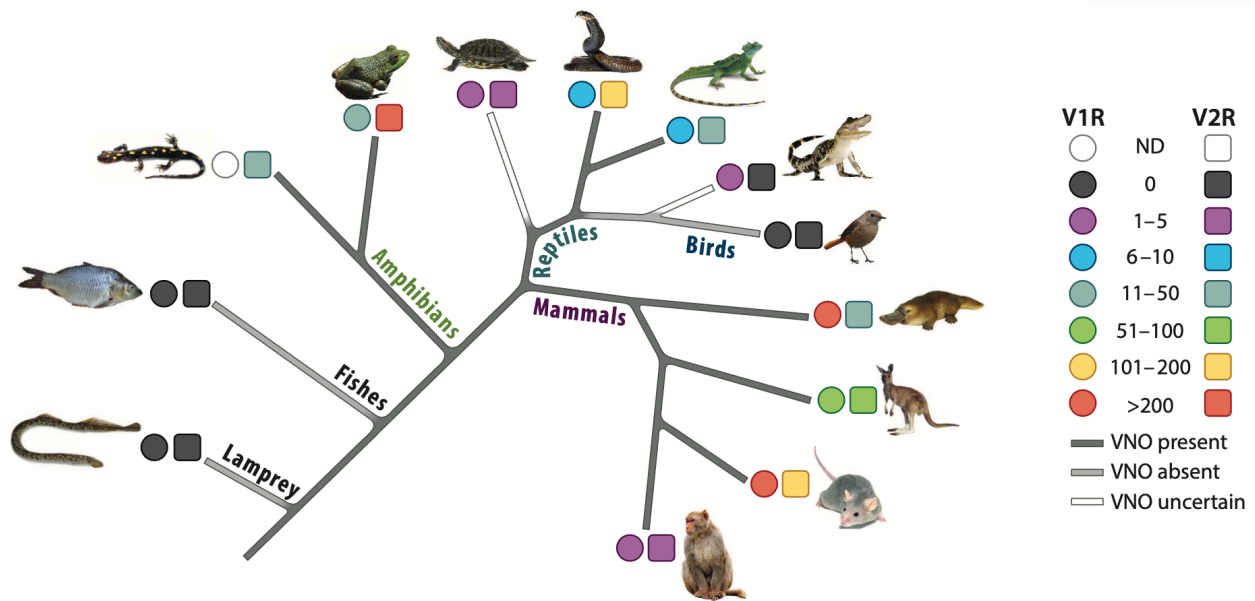 Amphibians
Reptiles
Birds
Mammals
Fishes
Lamprey
V1R V2R
ND
0
1–5
6–10
11–50
51–100
101–200
>200
VNO present
VNO absent
VNO uncertain